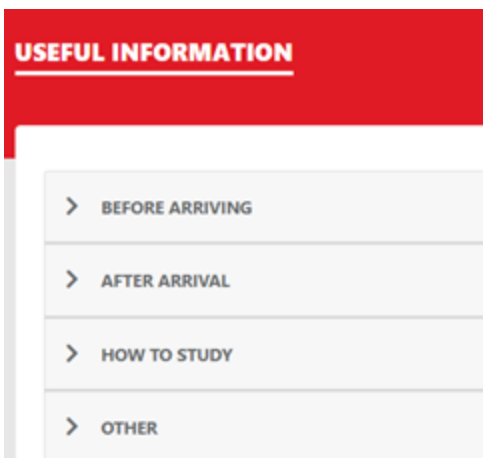 USEFUL INFORMATION
BEFORE ARRIVING
AFTER ARRIVAL
HOW TO STUDY
OTHER